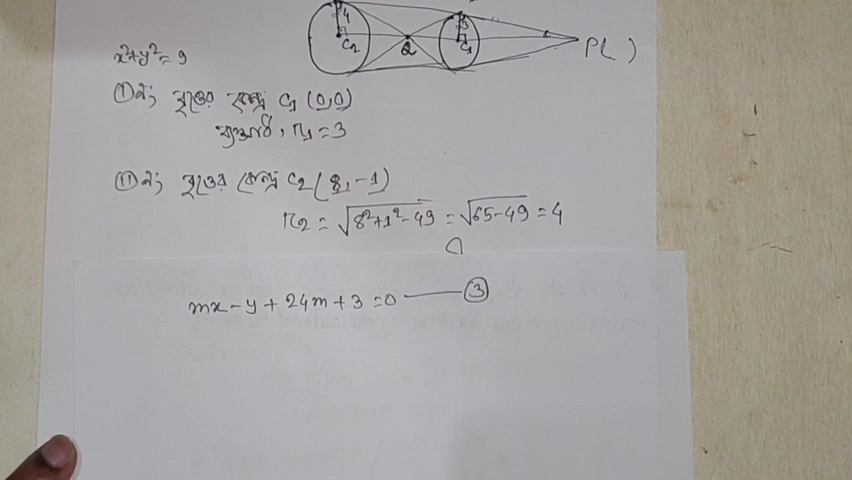 4
3
C₂
Q
C₁
P( )
x²+y²=9
① নং বৃত্তের কেন্দ্র C₁ (0,0)
ব্যাসার্ধ, r₁=3
⑪ নং বৃত্তের কেন্দ্র C₂ (8,-1)
r₂ = √8²+1²-49 = √65-49 = 4
mx-y+24m+3=0 — ③